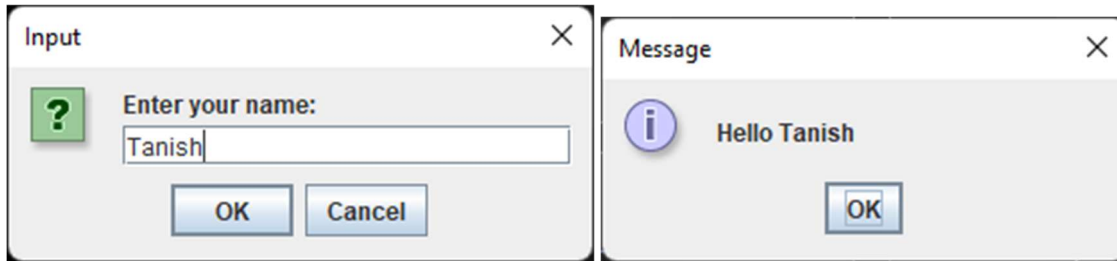 Input
Enter your name:
Tanish
OK
Cancel
Message
Hello Tanish
OK